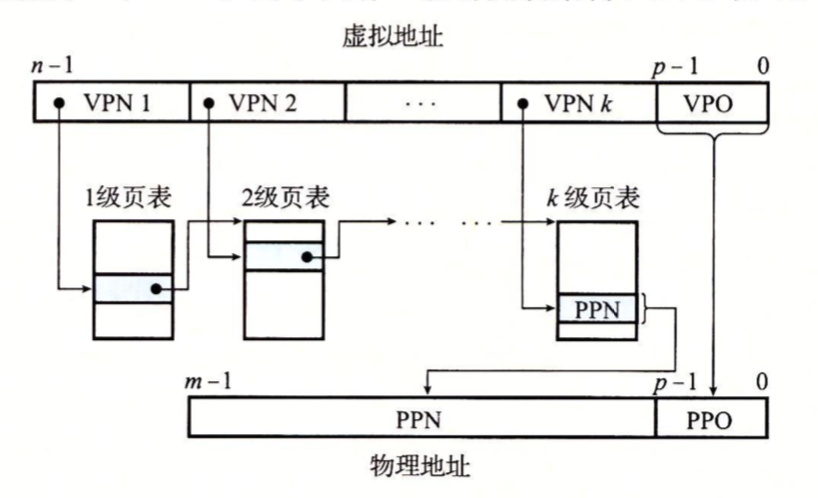 虚拟地址
n-1 p-1 0
VPN 1 VPN 2 ... VPN k VPO
1级页表 2级页表 ... ... k 级页表
PPN
m-1 p-1 0
PPN PPO
物理地址